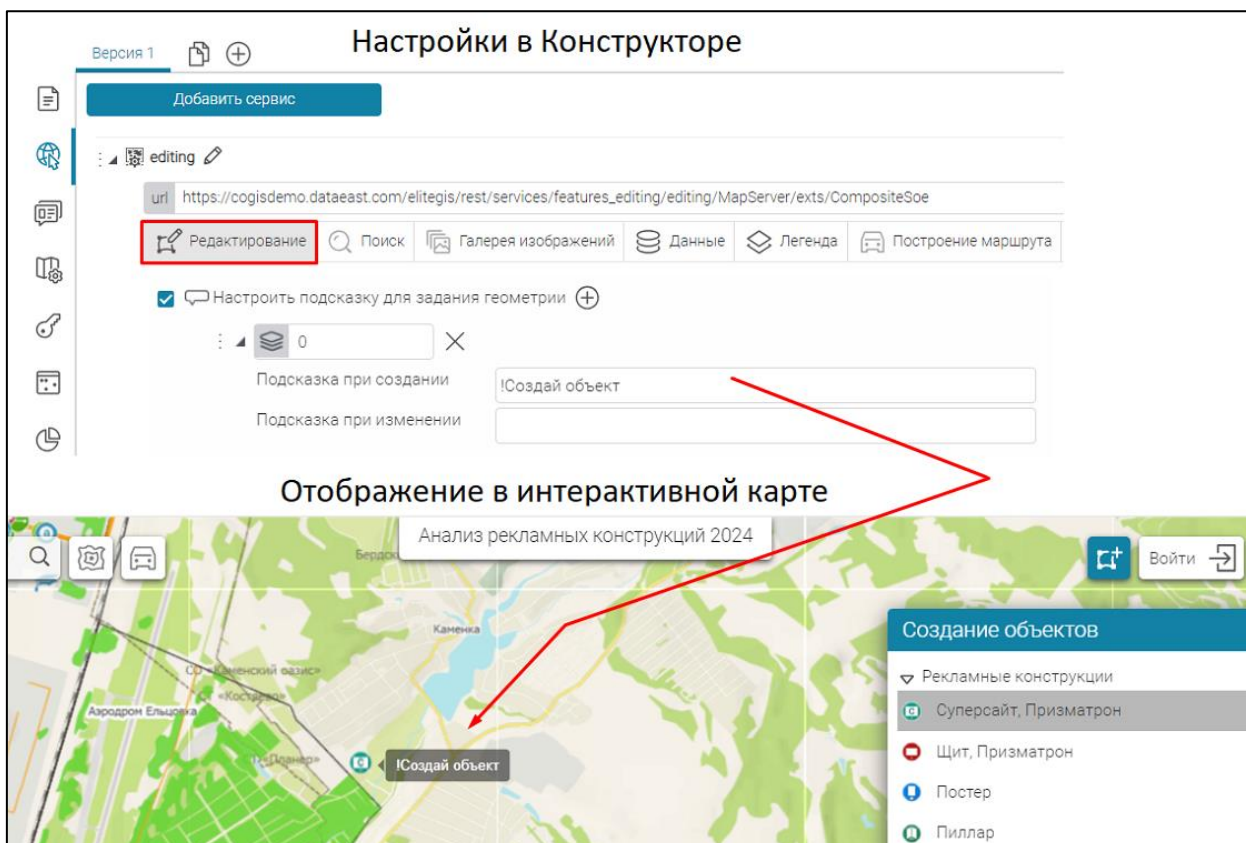 Настройки в Конструкторе
Версия 1
Добавить сервис
editing
url https://cogisdemo.dataeast.com/elitegis/rest/services/features_editing/editing/MapServer/exts/CompositeSoe
Редактирование Поиск Галерея изображений Данные Легенда Построение маршрута
Настроить подсказку для задания геометрии
0
Подсказка при создании !Создай объект
Подсказка при изменении
Отображение в интерактивной карте
Анализ рекламных конструкций 2024
Войти
Каменка
Создание объектов
СО «Каменский оазис»
Рекламные конструкции
Аэродром Ельцовка
Суперсайт, Призматрон
Щит, Призматрон
!Создай объект
Постер
Пиллар